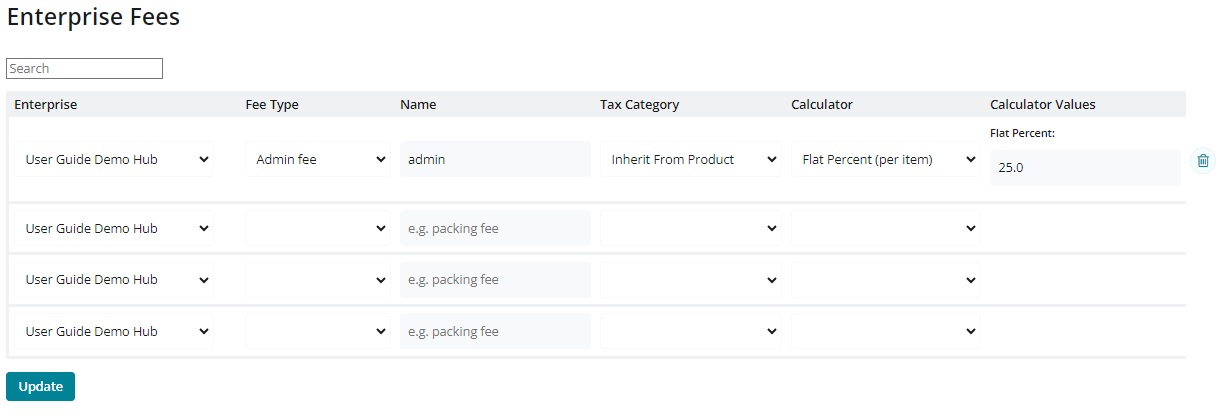 Enterprise Fees
Search
Enterprise Fee Type Name Tax Category Calculator Calculator Values
Flat Percent:
User Guide Demo Hub Admin fee admin Inherit From Product Flat Percent (per item) 25.0
User Guide Demo Hub e.g. packing fee
User Guide Demo Hub e.g. packing fee
User Guide Demo Hub e.g. packing fee
Update